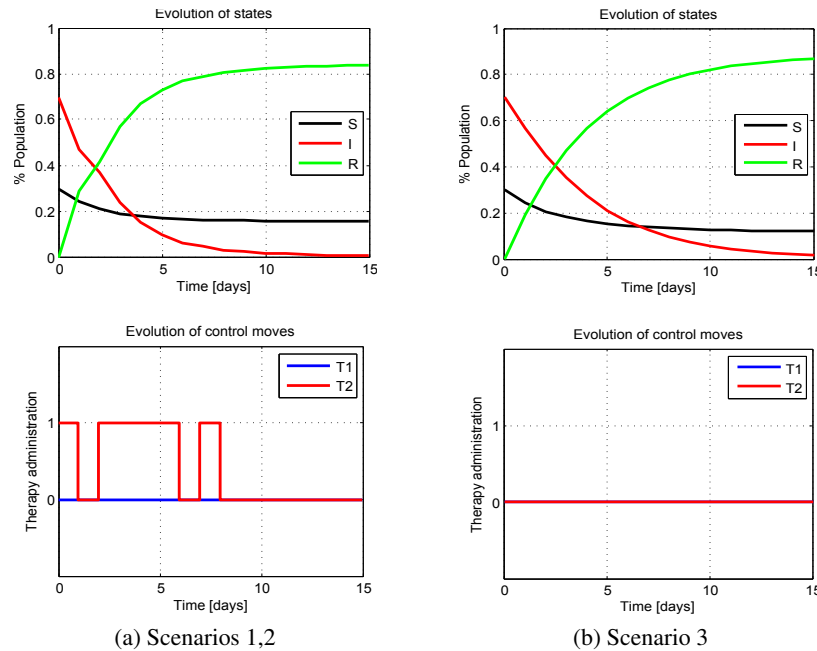 Evolution of states
1
0.8
0.6
0.4
0.2
0
0 5 10 15
% Population
Time [days]
S
I
R
Evolution of states
1
0.8
0.6
0.4
0.2
0
0 5 10 15
% Population
Time [days]
S
I
R
Evolution of control moves
1
0
0 5 10 15
Therapy administration
Time [days]
T1
T2
Evolution of control moves
1
0
0 5 10 15
Therapy administration
Time [days]
T1
T2
(a) Scenarios 1,2
(b) Scenario 3